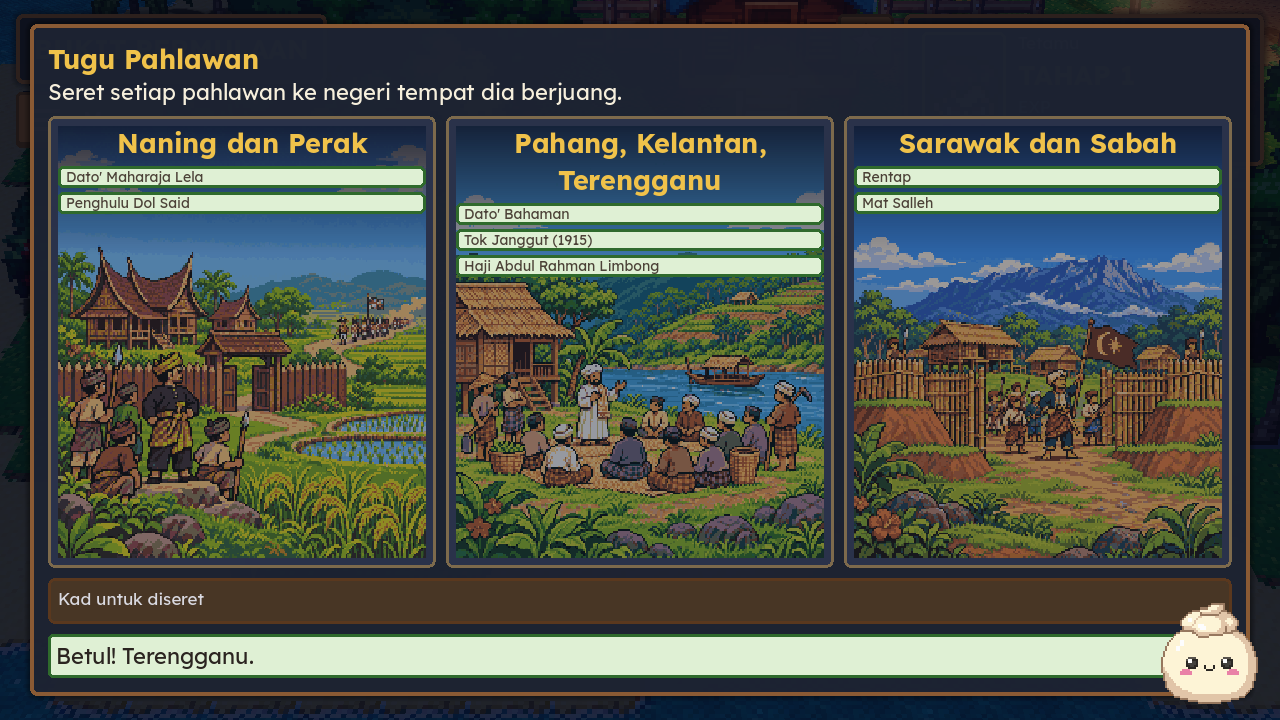 Tugu Pahlawan
Seret setiap pahlawan ke negeri tempat dia berjuang.
Naning dan Perak
Dato' Maharaja Lela
Penghulu Dol Said
Pahang, Kelantan,
Terengganu
Dato' Bahaman
Tok Janggut (1915)
Haji Abdul Rahman Limbong
Sarawak dan Sabah
Rentap
Mat Salleh
Kad untuk diseret
Betul! Terengganu.